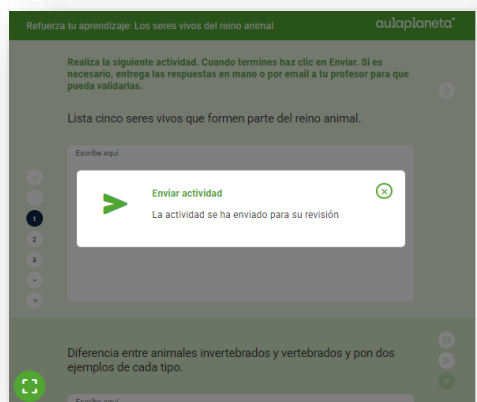 Refuerza tu aprendizaje: Los seres vivos del reino animal
aulaplaneta
Realiza la siguiente actividad. Cuando termines haz clic en Enviar. Si es
necesario, entrega las respuestas en mano o por email a tu profesor para que
pueda validarlas.
Lista cinco seres vivos que formen parte del reino animal.
Escribe aquí
Enviar actividad
La actividad se ha enviado para su revisión
1
2
3
Diferencia entre animales invertebrados y vertebrados y pon dos
ejemplos de cada tipo.
Escribe aquí